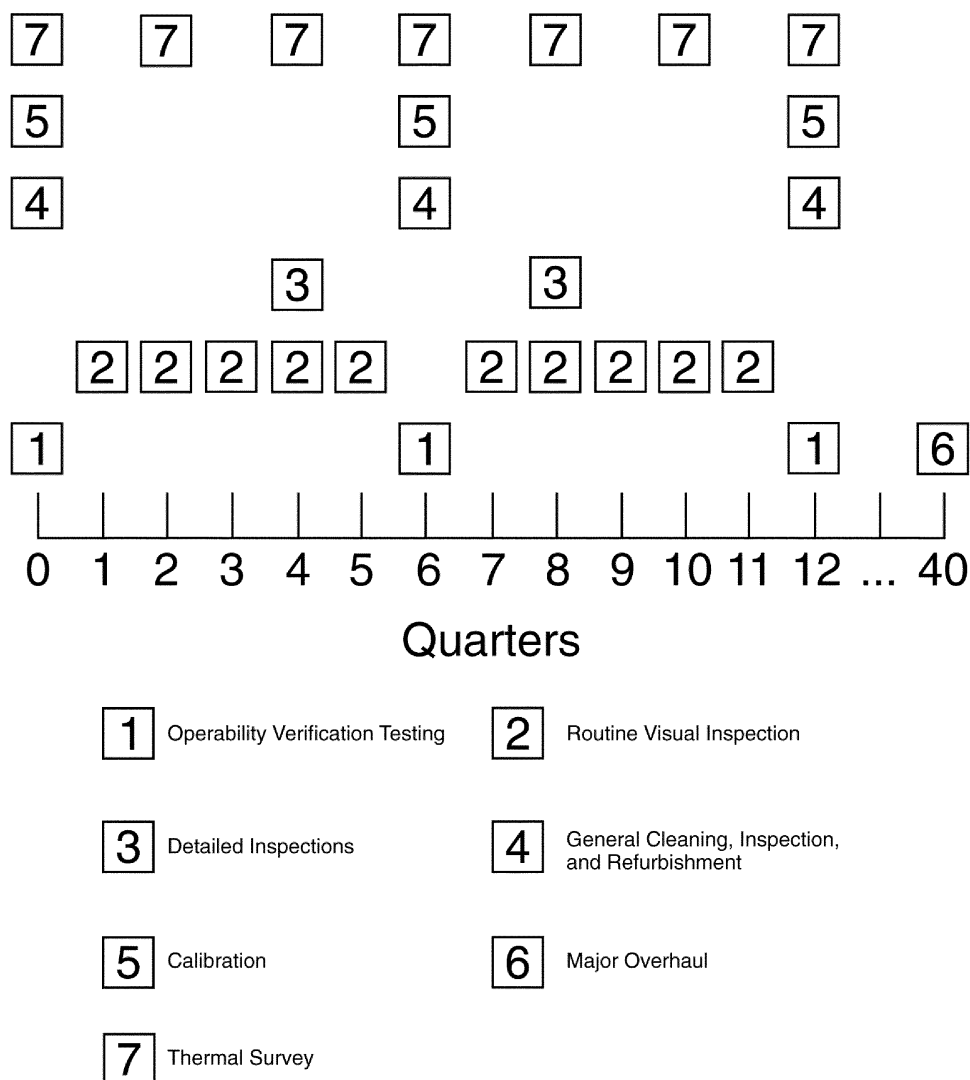 7 7 7 7 7 7 7
5 5 5
4 4 4
3 3
2 2 2 2 2 2 2 2 2 2
1 1 1 6
0 1 2 3 4 5 6 7 8 9 10 11 12 ... 40
Quarters
1 Operability Verification Testing
2 Routine Visual Inspection
3 Detailed Inspections
4 General Cleaning, Inspection,
and Refurbishment
5 Calibration
6 Major Overhaul
7 Thermal Survey